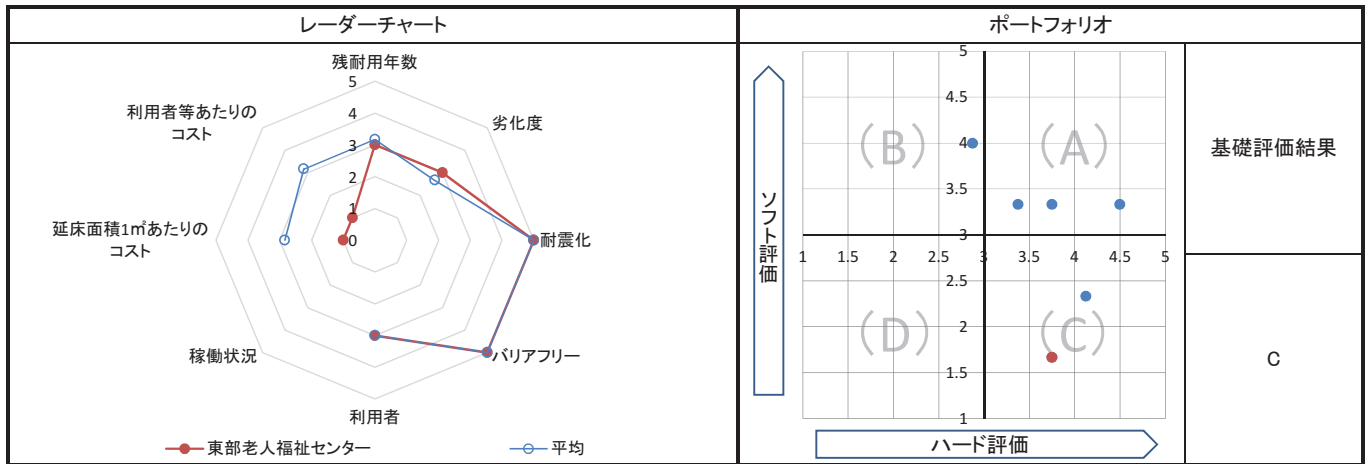 レーダーチャート
ポートフォリオ
残耐用年数
劣化度
耐震化
バリアフリー
利用者
稼働状況
延床面積1㎡あたりの
コスト
利用者等あたりの
コスト
5
4
3
2
1
0
東部老人福祉センター
平均
ソフト評価
5
4.5
4
3.5
3
2.5
2
1.5
1
1
1.5
2
2.5
3
3.5
4
4.5
5
(B)
(A)
(D)
(C)
ハード評価
基礎評価結果
C